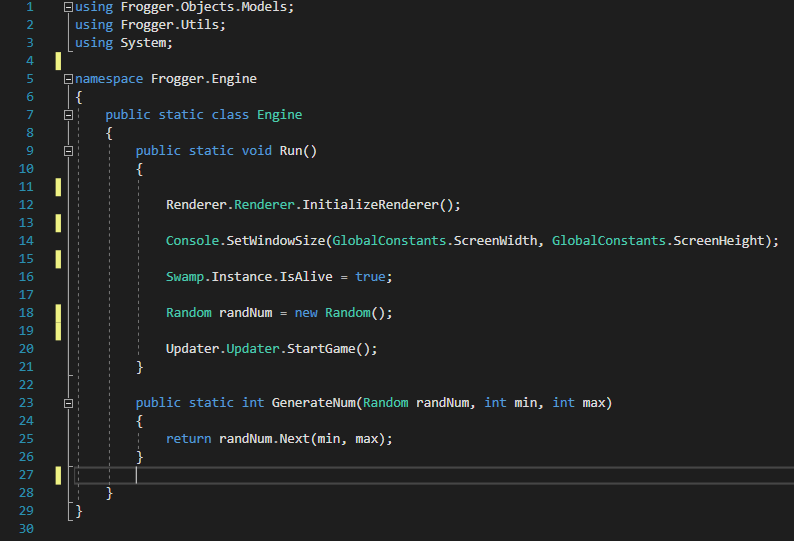 1 using Frogger.Objects.Models;
2 using Frogger.Utils;
3 using System;
4
5 namespace Frogger.Engine
6 {
7     public static class Engine
8     {
9         public static void Run()
10         {
11
12             Renderer.Renderer.InitializeRenderer();
13
14             Console.SetWindowSize(GlobalConstants.ScreenWidth, GlobalConstants.ScreenHeight);
15
16             Swamp.Instance.IsAlive = true;
17
18             Random randNum = new Random();
19
20             Updater.Updater.StartGame();
21         }
22
23         public static int GenerateNum(Random randNum, int min, int max)
24         {
25             return randNum.Next(min, max);
26         }
27
28     }
29 }
30